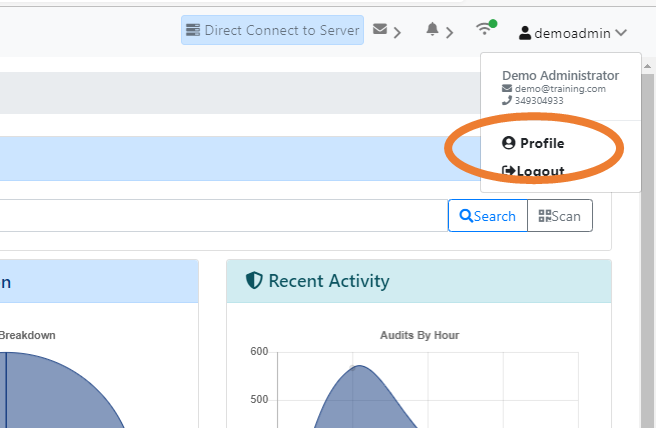 Direct Connect to Server
demoadmin
Demo Administrator
demo@training.com
349304933
Profile
Logout
Search
Scan
n
Recent Activity
Breakdown
Audits By Hour
600
500